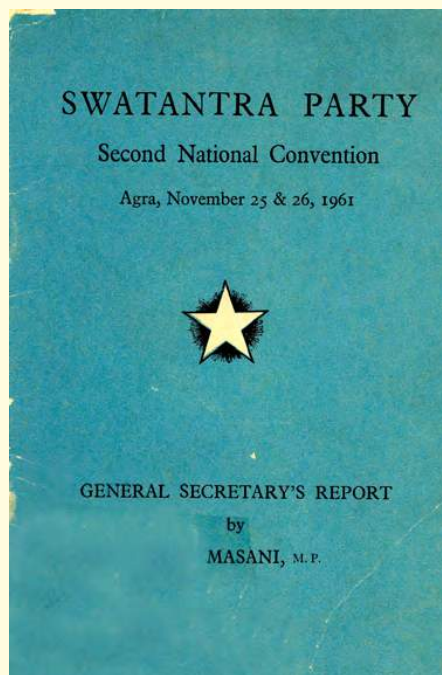 SWATANTRA PARTY
Second National Convention
Agra, November 25 & 26, 1961
GENERAL SECRETARY'S REPORT
by
MASANI, M. P.